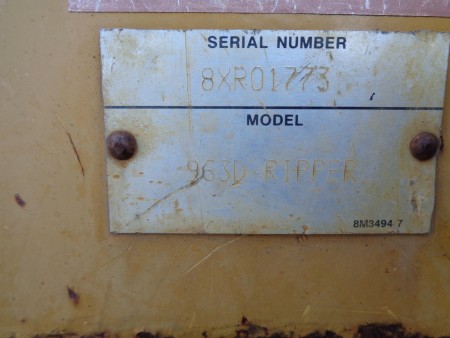 SERIAL NUMBER
8XR01773
MODEL
963D RIPPER
8M3494 7